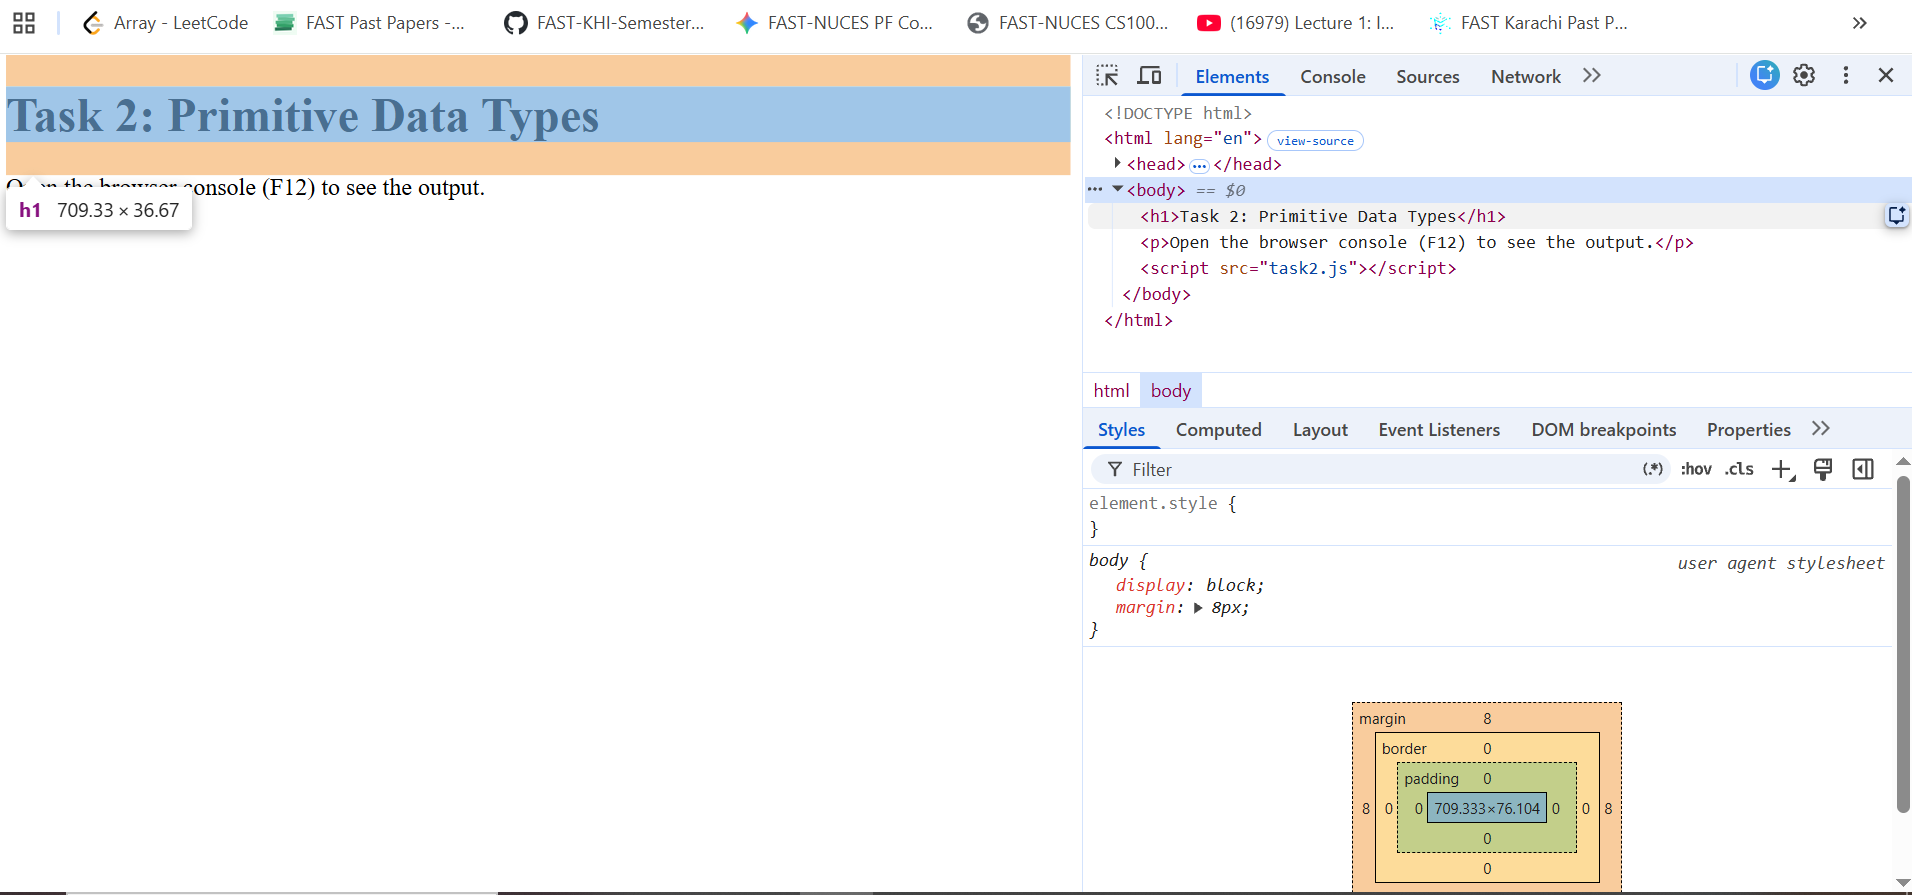 Array - LeetCode FAST Past Papers -... FAST-KHI-Semester... FAST-NUCES PF Co... FAST-NUCES CS100... (16979) Lecture 1: I... FAST Karachi Past P...
Task 2: Primitive Data Types
console (F12) to see the output.
h1 709.33 × 36.67
Elements Console Sources Network
<!DOCTYPE html>
<html lang="en"> view-source
<head> ... </head>
... <body> == $0
<h1>Task 2: Primitive Data Types</h1>
<p>Open the browser console (F12) to see the output.</p>
<script src="task2.js"></script>
</body>
</html>
html body
Styles Computed Layout Event Listeners DOM breakpoints Properties
Filter (.*) :hov .cls
element.style {
}
body { user agent stylesheet
display: block;
margin: 8px;
}
margin 8
border 0
padding 0
8 0 0 709.333×76.104 0 0 8
0
0